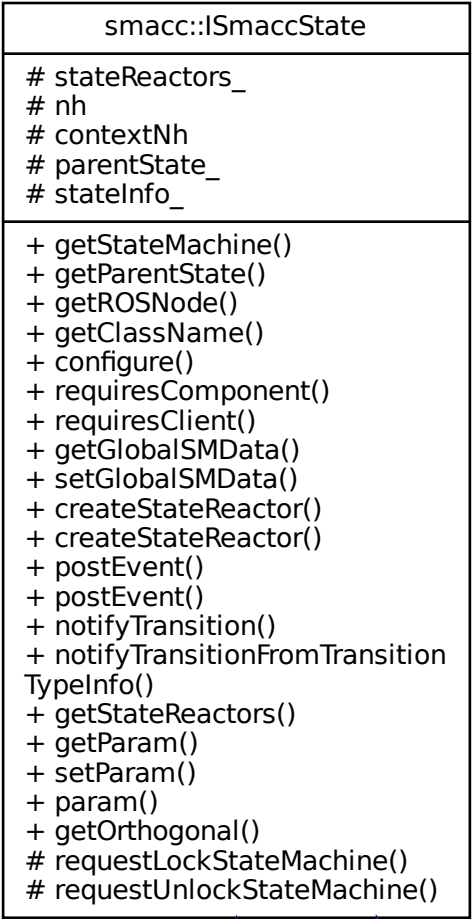 smacc::ISmaccState
# stateReactors_
# nh
# contextNh
# parentState_
# stateInfo_
+ getStateMachine()
+ getParentState()
+ getROSNode()
+ getClassName()
+ configure()
+ requiresComponent()
+ requiresClient()
+ getGlobalSMData()
+ setGlobalSMData()
+ createStateReactor()
+ createStateReactor()
+ postEvent()
+ postEvent()
+ notifyTransition()
+ notifyTransitionFromTransition
TypeInfo()
+ getStateReactors()
+ getParam()
+ setParam()
+ param()
+ getOrthogonal()
# requestLockStateMachine()
# requestUnlockStateMachine()